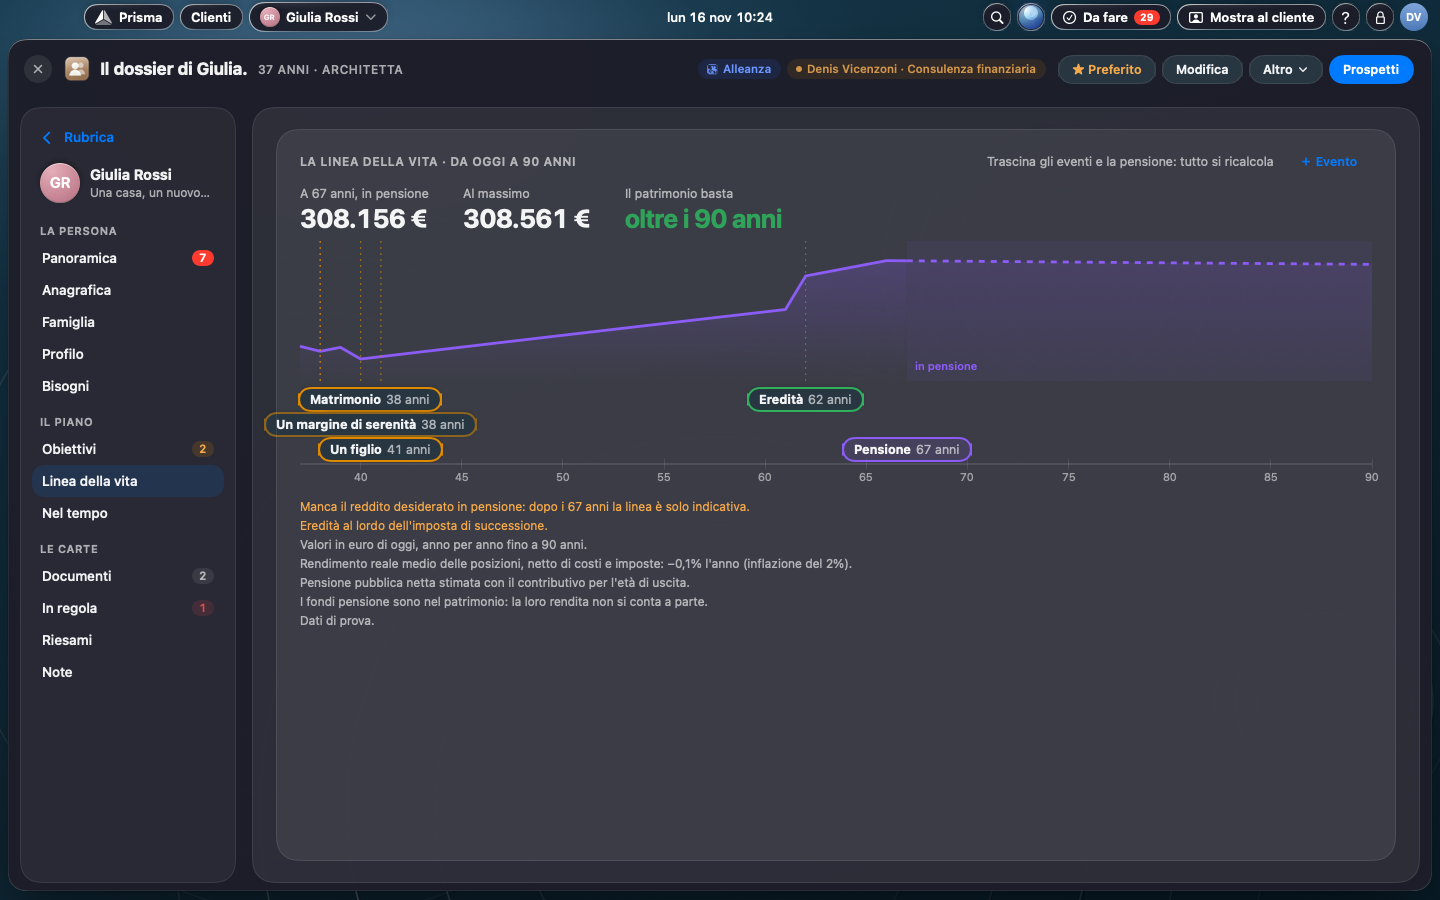 Prisma
Clienti
GR Giulia Rossi
lun 16 nov 10:24
Da fare 29
Mostra al cliente
?
DV
Il dossier di Giulia. 37 ANNI · ARCHITETTA
Alleanza
Denis Vicenzoni · Consulenza finanziaria
Preferito
Modifica
Altro
Prospetti
Rubrica
GR
Giulia Rossi
Una casa, un nuovo...
LA PERSONA
Panoramica 7
Anagrafica
Famiglia
Profilo
Bisogni
IL PIANO
Obiettivi 2
Linea della vita
Nel tempo
LE CARTE
Documenti 2
In regola 1
Riesami
Note
LA LINEA DELLA VITA · DA OGGI A 90 ANNI
Trascina gli eventi e la pensione: tutto si ricalcola
+ Evento
A 67 anni, in pensione
308.156 €
Al massimo
308.561 €
Il patrimonio basta
oltre i 90 anni
in pensione
Matrimonio 38 anni
Eredità 62 anni
Un margine di serenità 38 anni
Un figlio 41 anni
Pensione 67 anni
40 45 50 55 60 65 70 75 80 85 90
Manca il reddito desiderato in pensione: dopo i 67 anni la linea è solo indicativa.
Eredità al lordo dell'imposta di successione.
Valori in euro di oggi, anno per anno fino a 90 anni.
Rendimento reale medio delle posizioni, netto di costi e imposte: −0,1% l'anno (inflazione del 2%).
Pensione pubblica netta stimata con il contributivo per l'età di uscita.
I fondi pensione sono nel patrimonio: la loro rendita non si conta a parte.
Dati di prova.